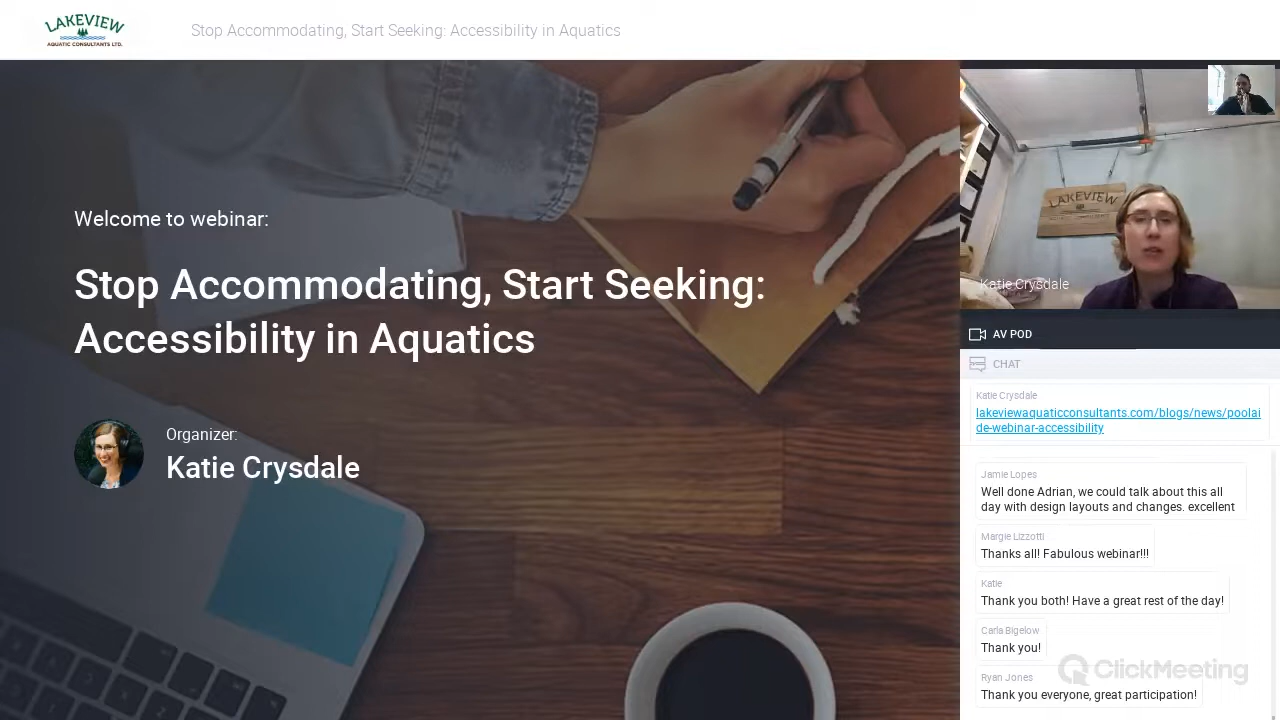 LAKEVIEW
AQUATIC CONSULTANTS LTD.
Stop Accommodating, Start Seeking: Accessibility in Aquatics
Welcome to webinar:
Stop Accommodating, Start Seeking:
Accessibility in Aquatics
Organizer:
Katie Crysdale
LAKEVIEW
Katie Crysdale
AV POD
CHAT
Katie Crysdale
lakeviewaquaticconsultants.com/blogs/news/poolai
de-webinar-accessibility
Jamie Lopes
Well done Adrian, we could talk about this all
day with design layouts and changes. excellent
Margie Lizzotti
Thanks all! Fabulous webinar!!!
Katie
Thank you both! Have a great rest of the day!
Carla Bigelow
Thank you!
Ryan Jones
Thank you everyone, great participation!
ClickMeeting